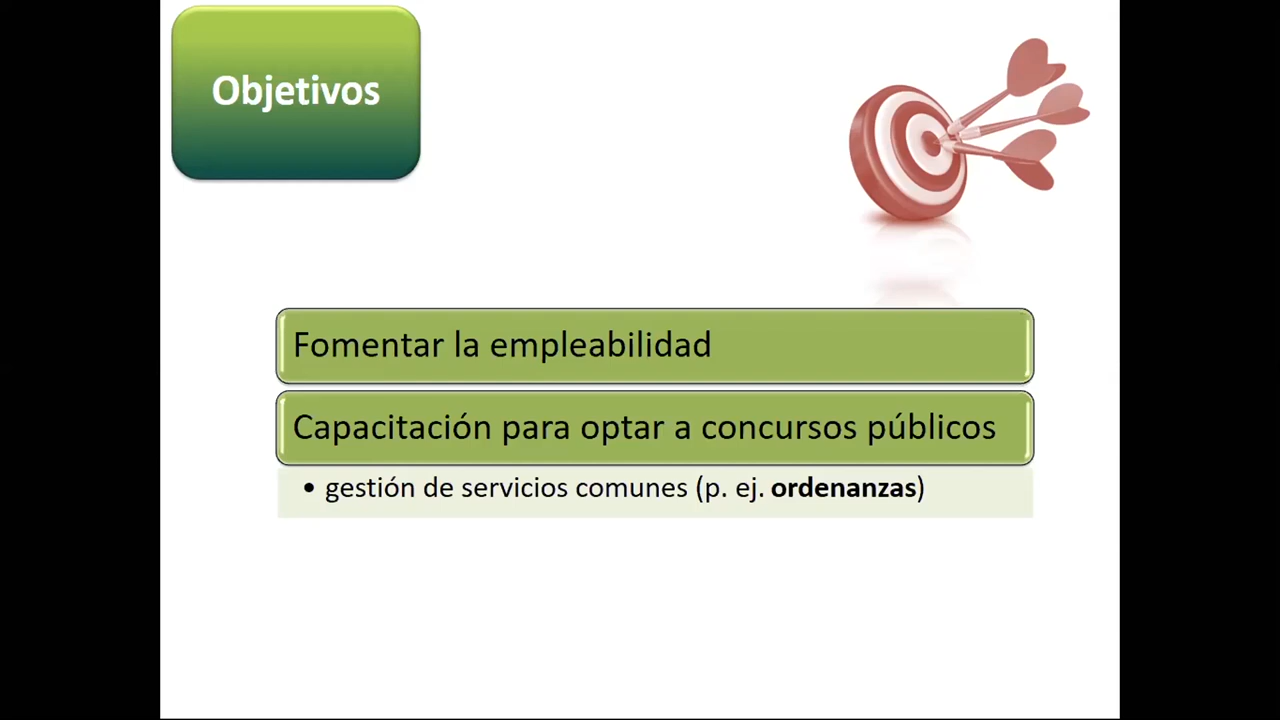 Objetivos
Fomentar la empleabilidad
Capacitación para optar a concursos públicos
• gestión de servicios comunes (p. ej. ordenanzas)